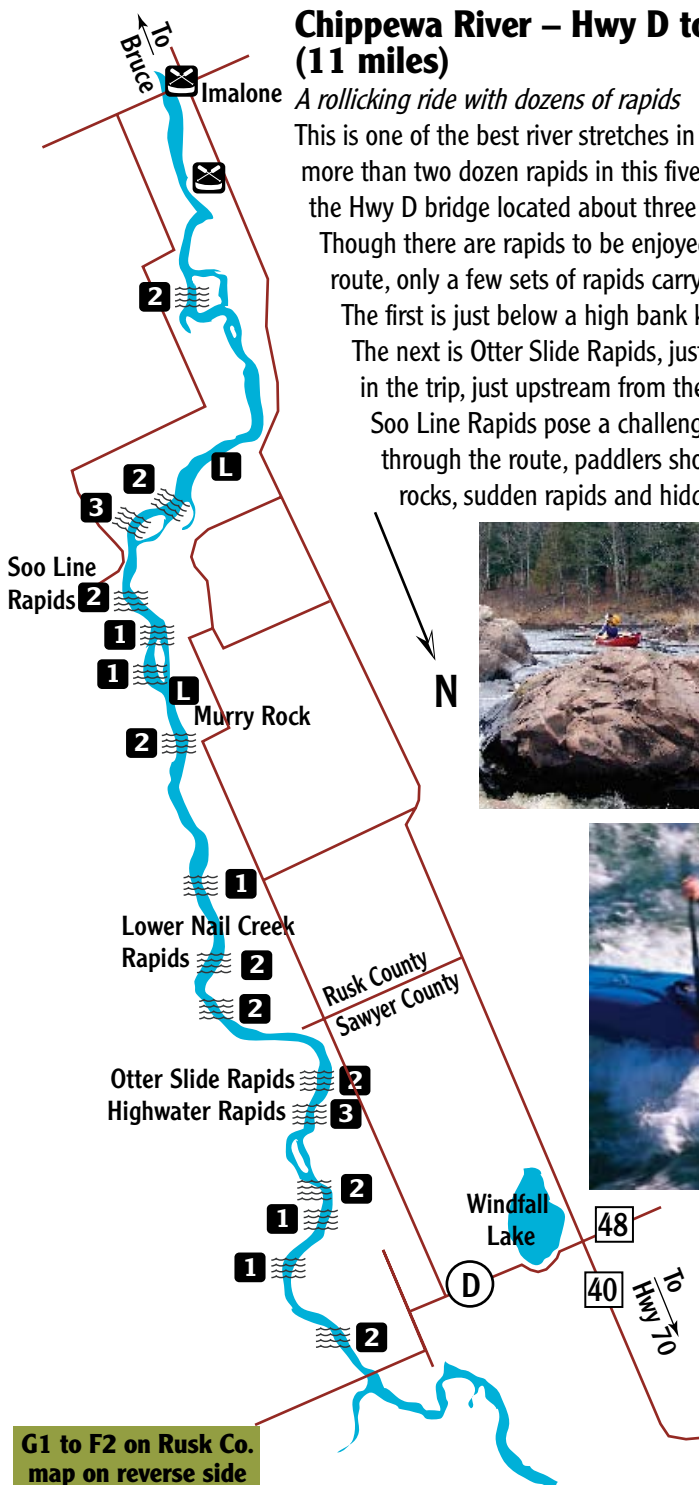 Chippewa River – Hwy D to
(11 miles)
A rollicking ride with dozens of rapids
This is one of the best river stretches in
more than two dozen rapids in this five
the Hwy D bridge located about three
Though there are rapids to be enjoye
route, only a few sets of rapids carry
The first is just below a high bank k
The next is Otter Slide Rapids, just
in the trip, just upstream from the
Soo Line Rapids pose a challeng
through the route, paddlers sho
rocks, sudden rapids and hidd
To
Bruce
Imalone
2
L
2
3
Soo Line
Rapids 2
1
1
L
N
Murry Rock
2
1
Lower Nail Creek
Rapids
2
2
Rusk County
Sawyer County
Otter Slide Rapids 2
Highwater Rapids 3
2
1
Windfall
Lake
48
1
D
40
To
Hwy 70
2
G1 to F2 on Rusk Co.
map on reverse side